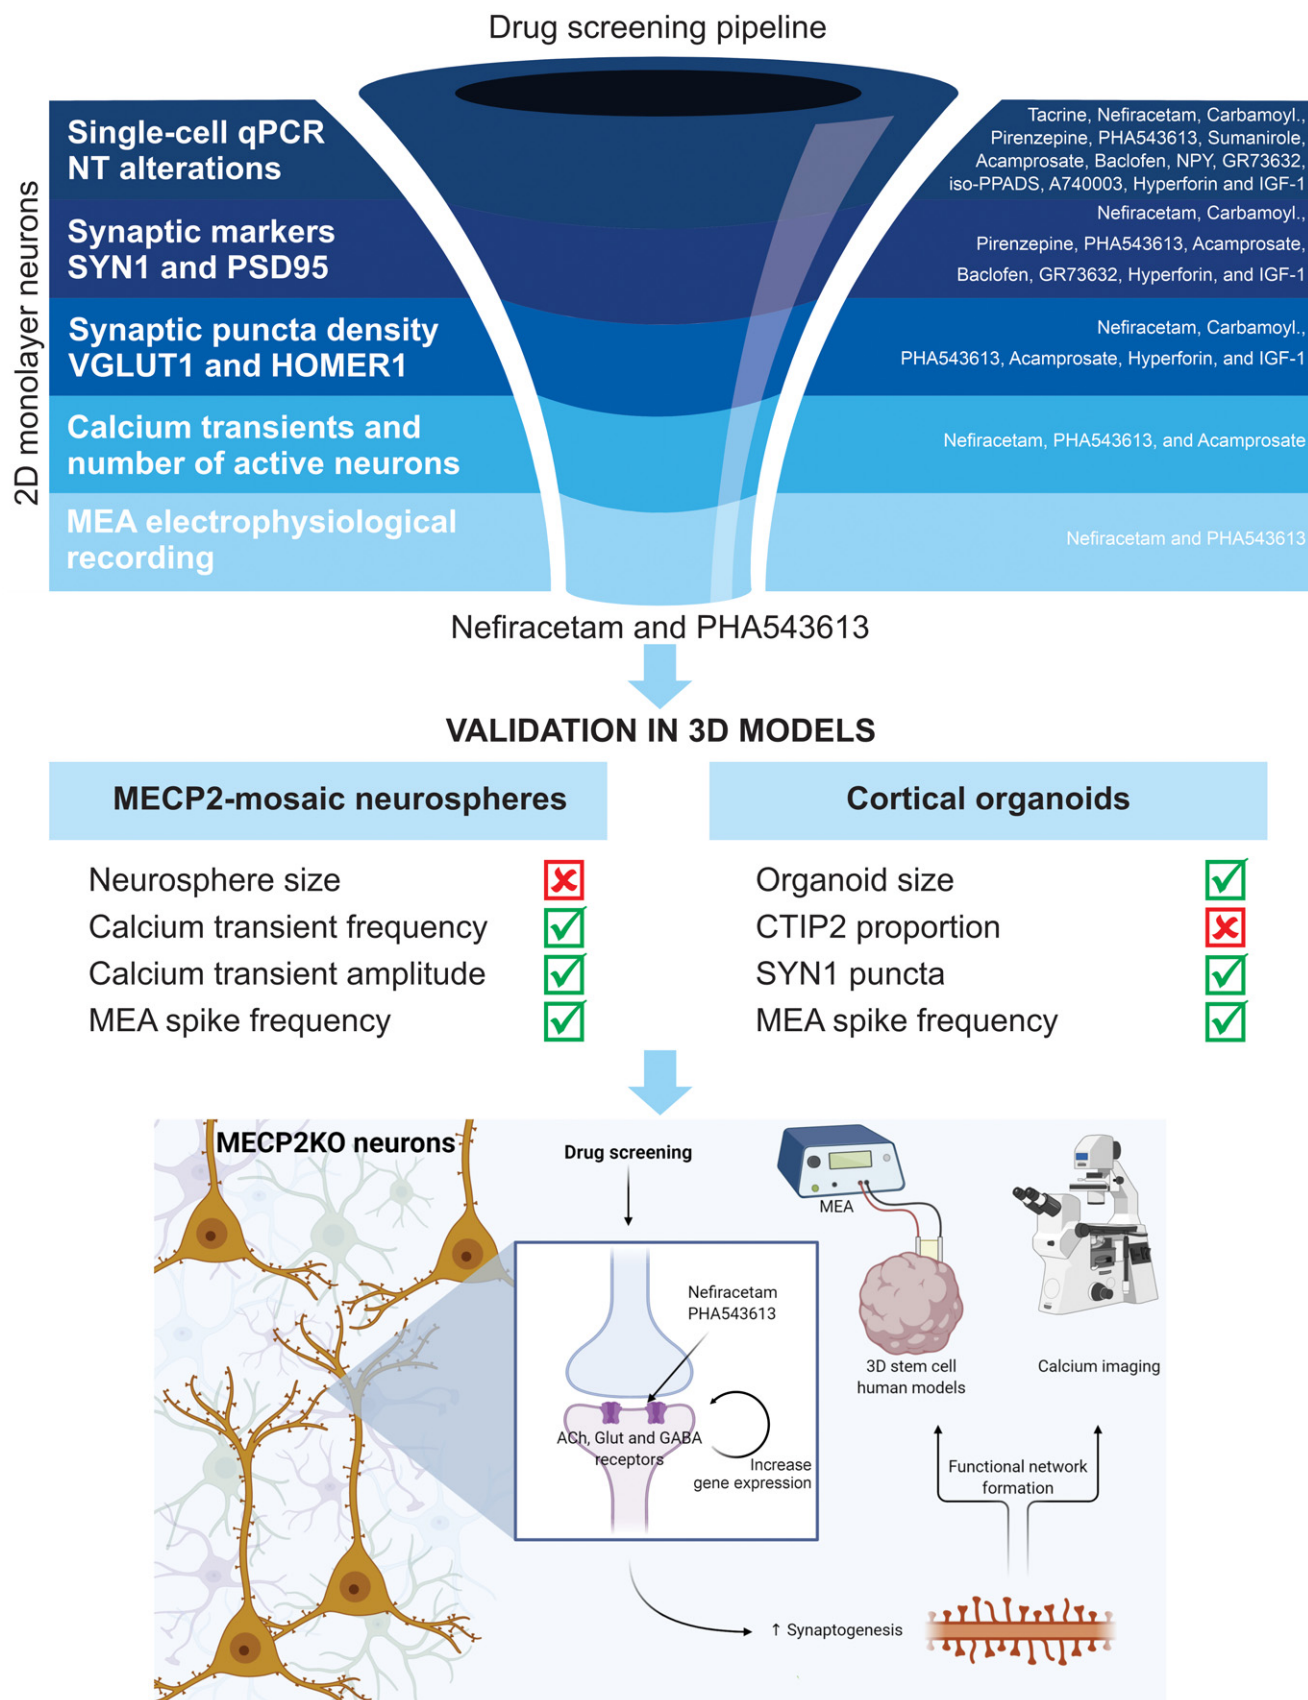 Drug screening pipeline
2D monolayer neurons
Single-cell qPCR
NT alterations
Tacrine, Nefiracetam, Carbamoyl.,
Pirenzepine, PHA543613, Sumanirole,
Acamprosate, Baclofen, NPY, GR73632,
iso-PPADS, A740003, Hyperforin and IGF-1
Synaptic markers
SYN1 and PSD95
Nefiracetam, Carbamoyl.,
Pirenzepine, PHA543613, Acamprosate,
Baclofen, GR73632, Hyperforin, and IGF-1
Synaptic puncta density
VGLUT1 and HOMER1
Nefiracetam, Carbamoyl.,
PHA543613, Acamprosate, Hyperforin, and IGF-1
Calcium transients and
number of active neurons
Nefiracetam, PHA543613, and Acamprosate
MEA electrophysiological
recording
Nefiracetam and PHA543613
Nefiracetam and PHA543613
VALIDATION IN 3D MODELS
MECP2-mosaic neurospheres
Neurosphere size
Calcium transient frequency
Calcium transient amplitude
MEA spike frequency
Cortical organoids
Organoid size
CTIP2 proportion
SYN1 puncta
MEA spike frequency
MECP2KO neurons
Drug screening
Nefiracetam
PHA543613
ACh, Glut and GABA
receptors
Increase
gene expression
MEA
3D stem cell
human models
Calcium imaging
Functional network
formation
↑ Synaptogenesis